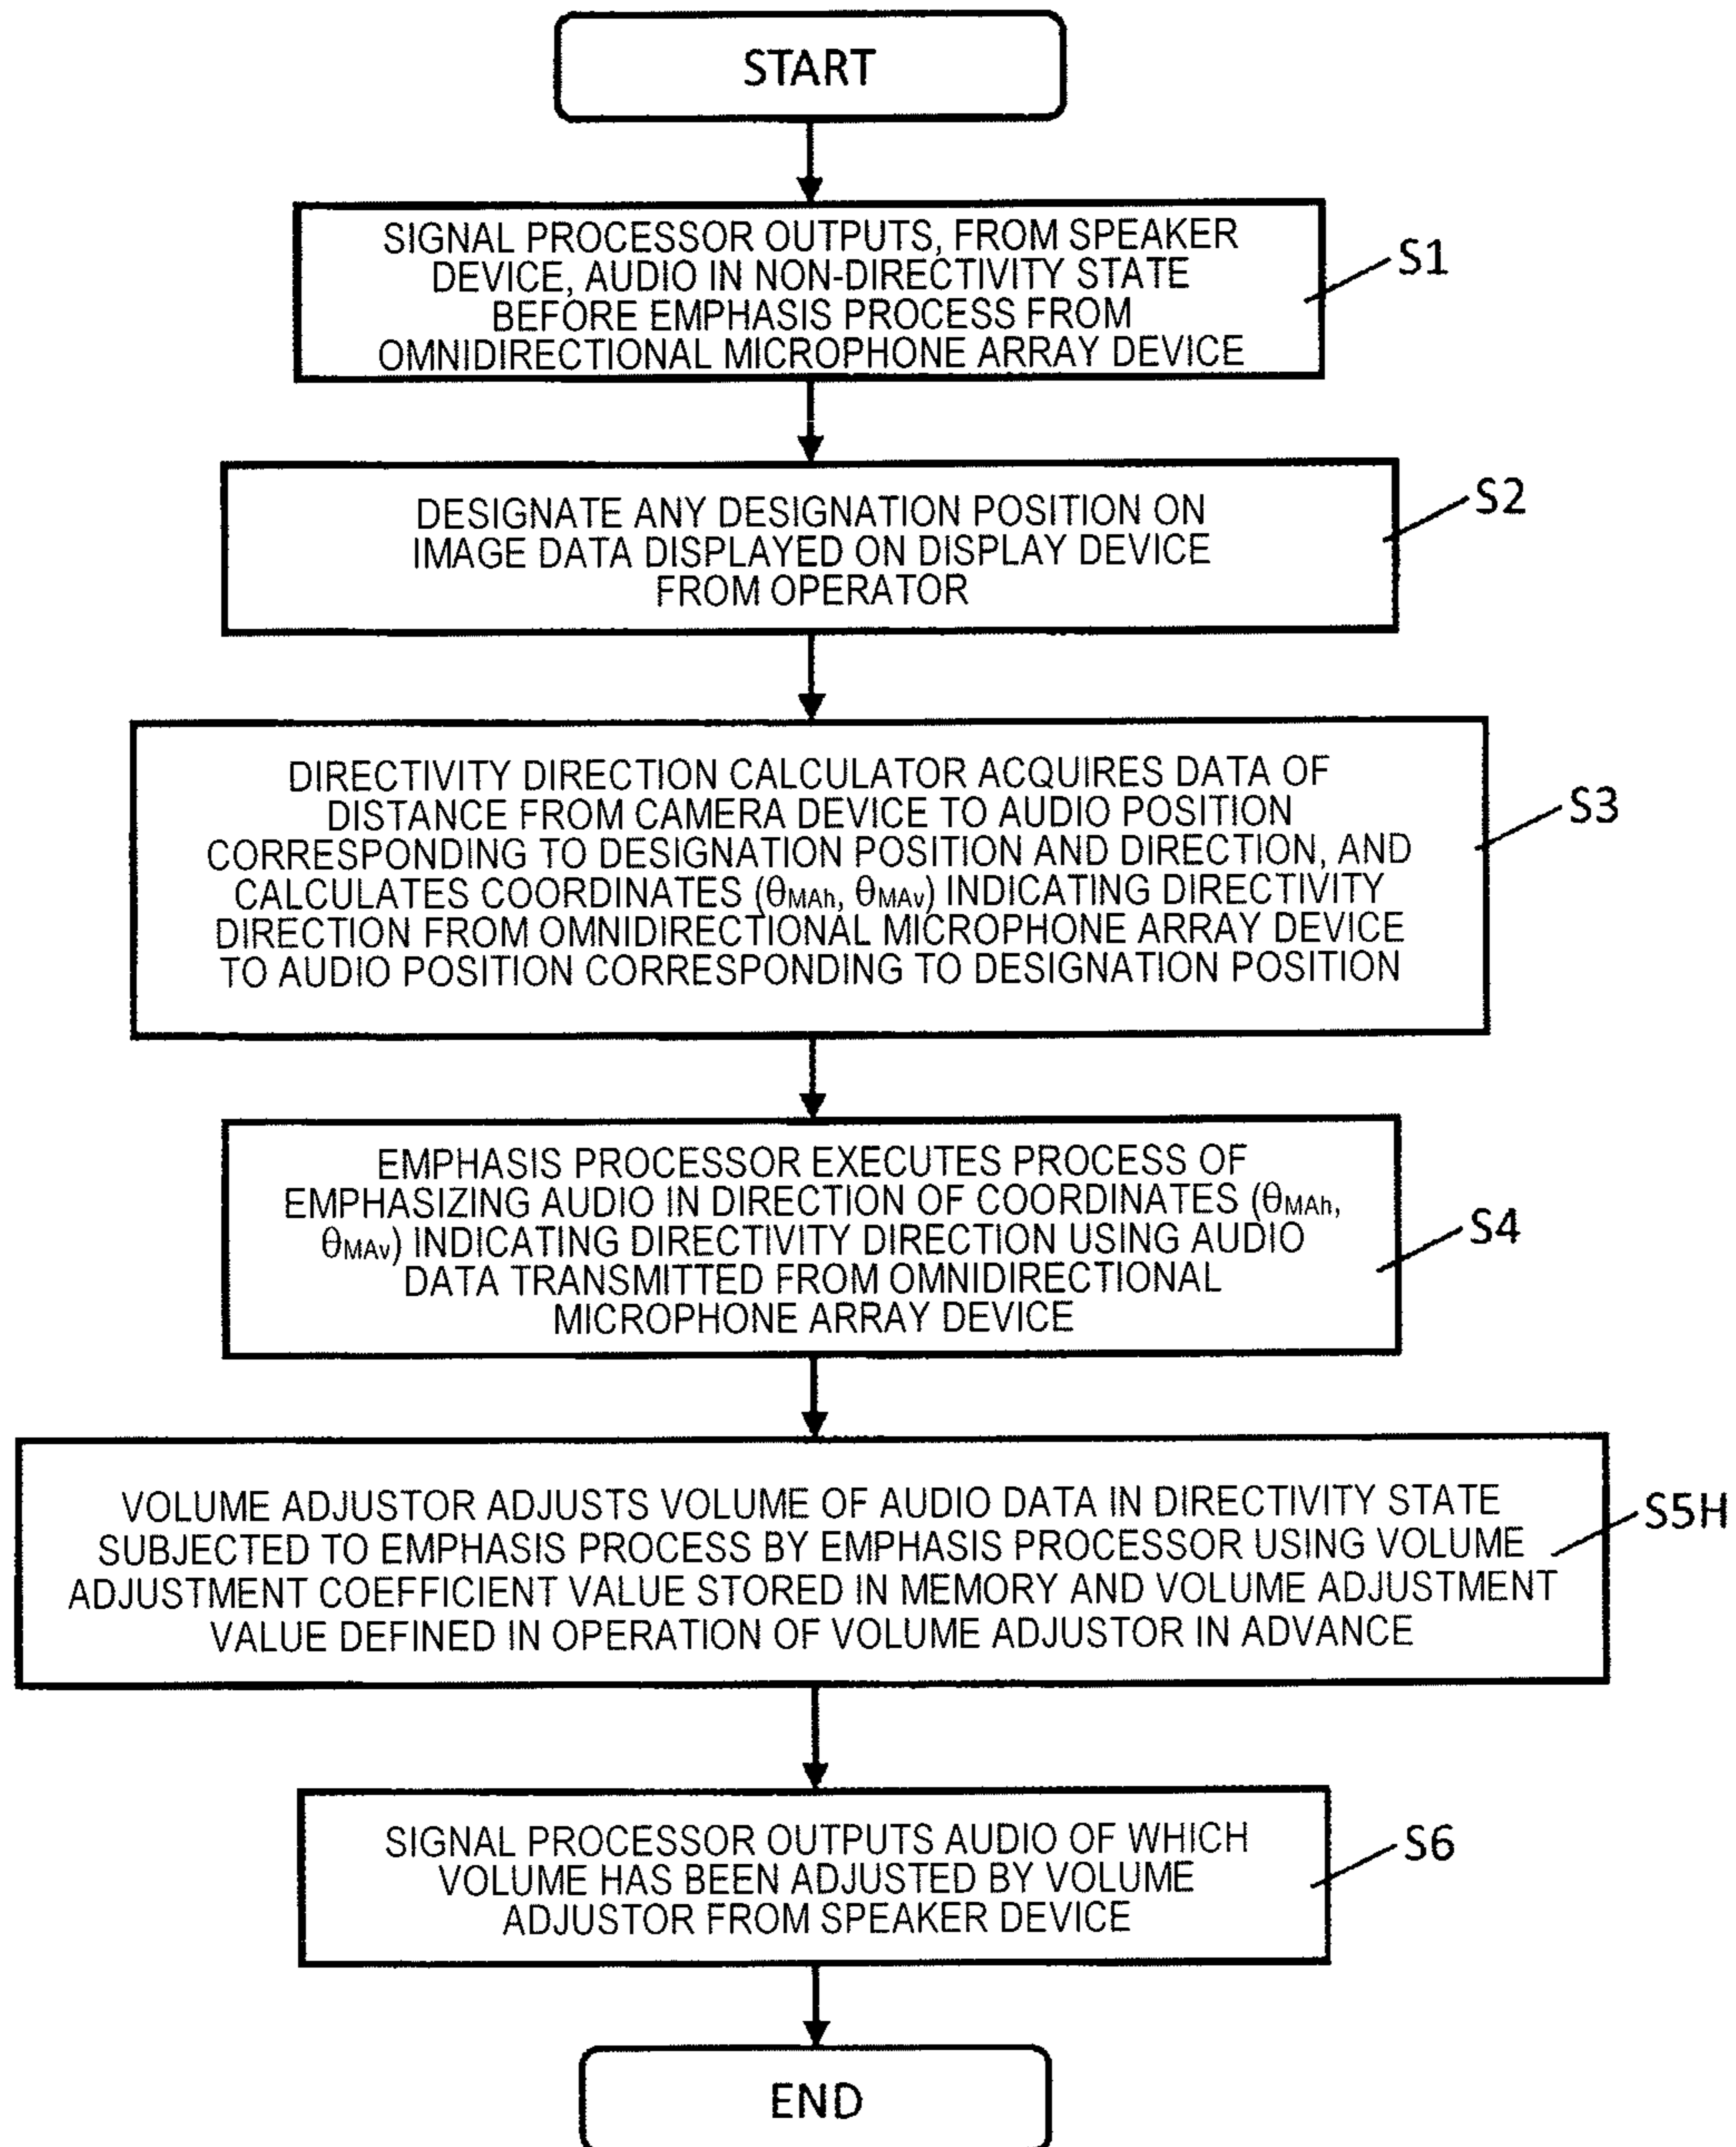 START
SIGNAL PROCESSOR OUTPUTS, FROM SPEAKER
DEVICE, AUDIO IN NON-DIRECTIVITY STATE
BEFORE EMPHASIS PROCESS FROM
OMNIDIRECTIONAL MICROPHONE ARRAY DEVICE
S1
DESIGNATE ANY DESIGNATION POSITION ON
IMAGE DATA DISPLAYED ON DISPLAY DEVICE
FROM OPERATOR
S2
DIRECTIVITY DIRECTION CALCULATOR ACQUIRES DATA OF
DISTANCE FROM CAMERA DEVICE TO AUDIO POSITION
CORRESPONDING TO DESIGNATION POSITION AND DIRECTION, AND
CALCULATES COORDINATES (θMAh, θMAv) INDICATING DIRECTIVITY
DIRECTION FROM OMNIDIRECTIONAL MICROPHONE ARRAY DEVICE
TO AUDIO POSITION CORRESPONDING TO DESIGNATION POSITION
S3
EMPHASIS PROCESSOR EXECUTES PROCESS OF
EMPHASIZING AUDIO IN DIRECTION OF COORDINATES (θMAh,
θMAv) INDICATING DIRECTIVITY DIRECTION USING AUDIO
DATA TRANSMITTED FROM OMNIDIRECTIONAL
MICROPHONE ARRAY DEVICE
S4
VOLUME ADJUSTOR ADJUSTS VOLUME OF AUDIO DATA IN DIRECTIVITY STATE
SUBJECTED TO EMPHASIS PROCESS BY EMPHASIS PROCESSOR USING VOLUME
ADJUSTMENT COEFFICIENT VALUE STORED IN MEMORY AND VOLUME ADJUSTMENT
VALUE DEFINED IN OPERATION OF VOLUME ADJUSTOR IN ADVANCE
S5H
SIGNAL PROCESSOR OUTPUTS AUDIO OF WHICH
VOLUME HAS BEEN ADJUSTED BY VOLUME
ADJUSTOR FROM SPEAKER DEVICE
S6
END